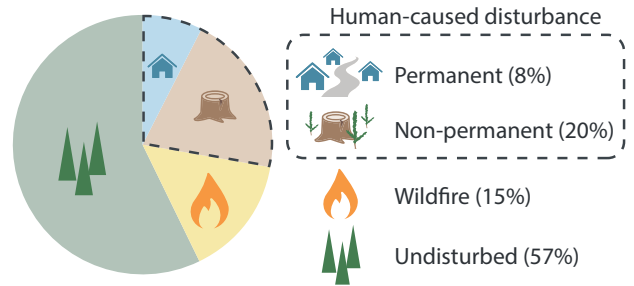 Human-caused disturbance
Permanent (8%)
Non-permanent (20%)
Wildfire (15%)
Undisturbed (57%)